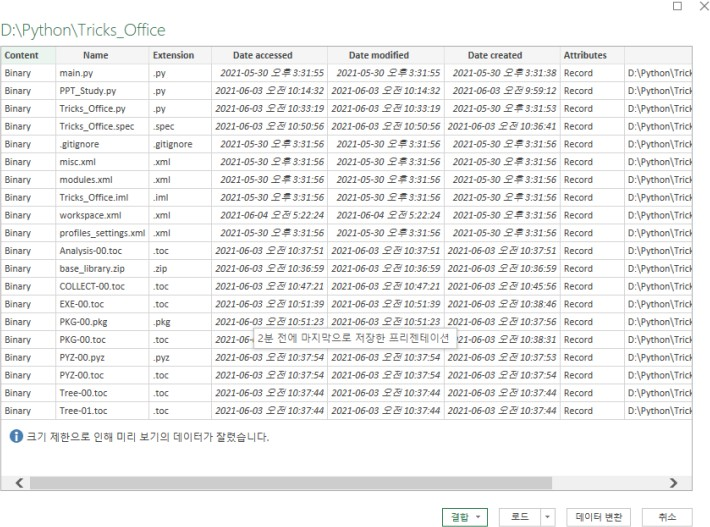 D:\Python\Tricks_Office
Content Name Extension Date accessed Date modified Date created Attributes
Binary main.py .py 2021-05-30 오후 3:31:55 2021-05-30 오후 3:31:55 2021-05-30 오후 3:31:38 Record D:\Python\Trick
Binary PPT_Study.py .py 2021-06-03 오전 10:14:32 2021-06-03 오전 10:14:32 2021-06-03 오전 9:59:12 Record D:\Python\Trick
Binary Tricks_Office.py .py 2021-06-03 오전 10:33:19 2021-06-03 오전 10:33:19 2021-05-30 오후 3:31:53 Record D:\Python\Trick
Binary Tricks_Office.spec .spec 2021-06-03 오전 10:50:56 2021-06-03 오전 10:50:56 2021-06-03 오전 10:36:41 Record D:\Python\Trick
Binary .gitignore .gitignore 2021-05-30 오후 3:31:56 2021-05-30 오후 3:31:56 2021-05-30 오후 3:31:56 Record D:\Python\Trick
Binary misc.xml .xml 2021-05-30 오후 3:31:56 2021-05-30 오후 3:31:56 2021-05-30 오후 3:31:56 Record D:\Python\Trick
Binary modules.xml .xml 2021-05-30 오후 3:31:56 2021-05-30 오후 3:31:56 2021-05-30 오후 3:31:56 Record D:\Python\Trick
Binary Tricks_Office.iml .iml 2021-05-30 오후 3:31:56 2021-05-30 오후 3:31:56 2021-05-30 오후 3:31:56 Record D:\Python\Trick
Binary workspace.xml .xml 2021-06-04 오전 5:22:24 2021-06-04 오전 5:22:24 2021-05-30 오후 3:31:56 Record D:\Python\Trick
Binary profiles_settings.xml .xml 2021-05-30 오후 3:31:56 2021-05-30 오후 3:31:56 2021-05-30 오후 3:31:56 Record D:\Python\Trick
Binary Analysis-00.toc .toc 2021-06-03 오전 10:37:51 2021-06-03 오전 10:37:51 2021-06-03 오전 10:37:51 Record D:\Python\Trick
Binary base_library.zip .zip 2021-06-03 오전 10:36:59 2021-06-03 오전 10:36:59 2021-06-03 오전 10:36:59 Record D:\Python\Trick
Binary COLLECT-00.toc .toc 2021-06-03 오전 10:47:21 2021-06-03 오전 10:47:21 2021-06-03 오전 10:45:56 Record D:\Python\Trick
Binary EXE-00.toc .toc 2021-06-03 오전 10:51:39 2021-06-03 오전 10:51:39 2021-06-03 오전 10:38:46 Record D:\Python\Trick
Binary PKG-00.pkg .pkg 2021-06-03 오전 10:51:23 2021-06-03 오전 10:51:23 2021-06-03 오전 10:37:56 Record D:\Python\Trick
Binary PKG-00.toc .toc 2021-06- 2분 전에 마지막으로 저장한 프리젠테이션 오전 10:38:31 Record D:\Python\Trick
Binary PYZ-00.pyz .pyz 2021-06-03 오전 10:37:54 2021-06-03 오전 10:37:54 2021-06-03 오전 10:37:53 Record D:\Python\Trick
Binary PYZ-00.toc .toc 2021-06-03 오전 10:37:54 2021-06-03 오전 10:37:54 2021-06-03 오전 10:37:54 Record D:\Python\Trick
Binary Tree-00.toc .toc 2021-06-03 오전 10:37:44 2021-06-03 오전 10:37:44 2021-06-03 오전 10:37:44 Record D:\Python\Trick
Binary Tree-01.toc .toc 2021-06-03 오전 10:37:44 2021-06-03 오전 10:37:44 2021-06-03 오전 10:37:44 Record D:\Python\Trick
크기 제한으로 인해 미리 보기의 데이터가 잘렸습니다.
결합 로드 데이터 변환 취소